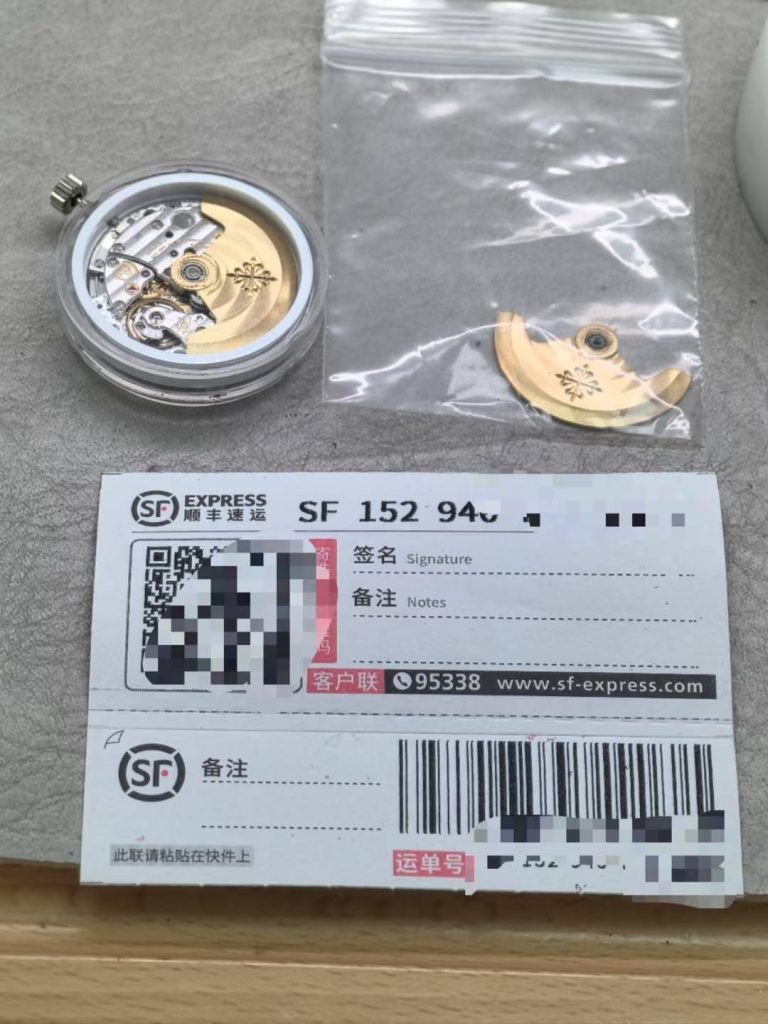 SF EXPRESS
顺丰速运
SF 152 940
签名 Signature
备注 Notes
客户联 95338 www.sf-express.com
SF 备注
此联请粘贴在快件上
运单号